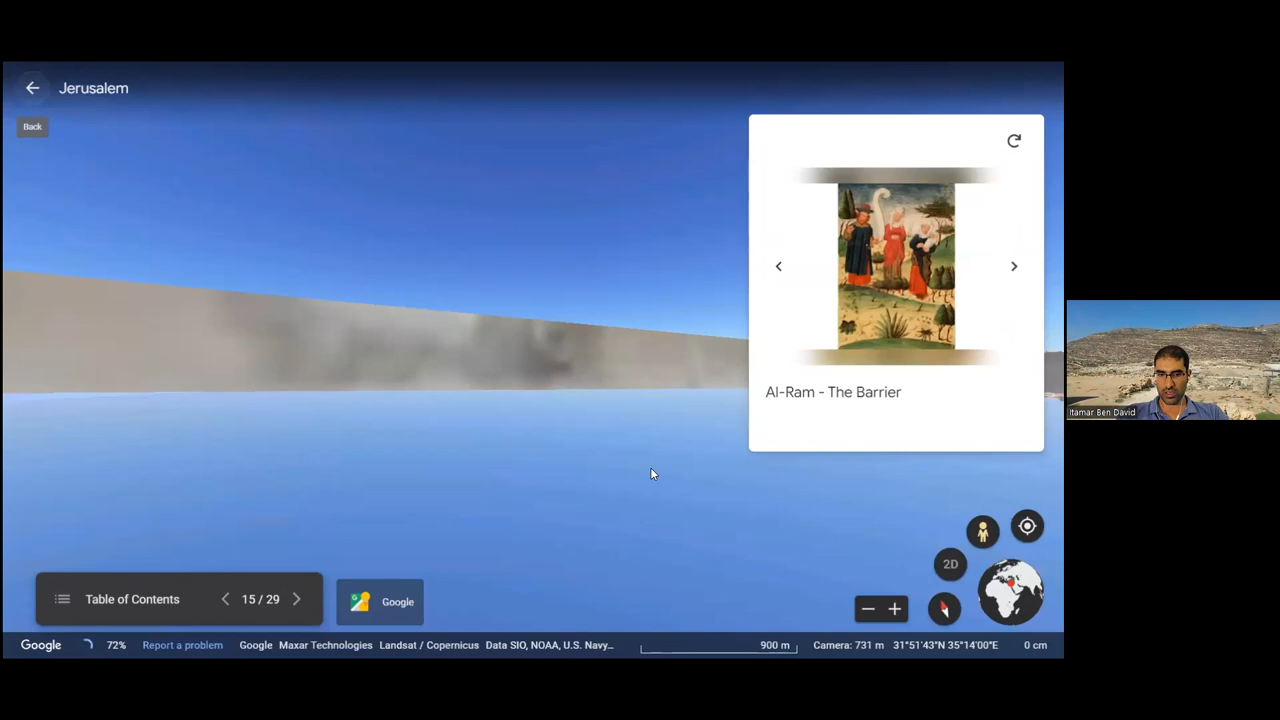 Jerusalem
Back
Al-Ram - The Barrier
Itamar Ben David
2D
Table of Contents
15 / 29
Google
Google
72%
Report a problem
Google Maxar Technologies Landsat / Copernicus Data SIO, NOAA, U.S. Navy...
900 m
Camera: 731 m 31°51'43"N 35°14'00"E
0 cm